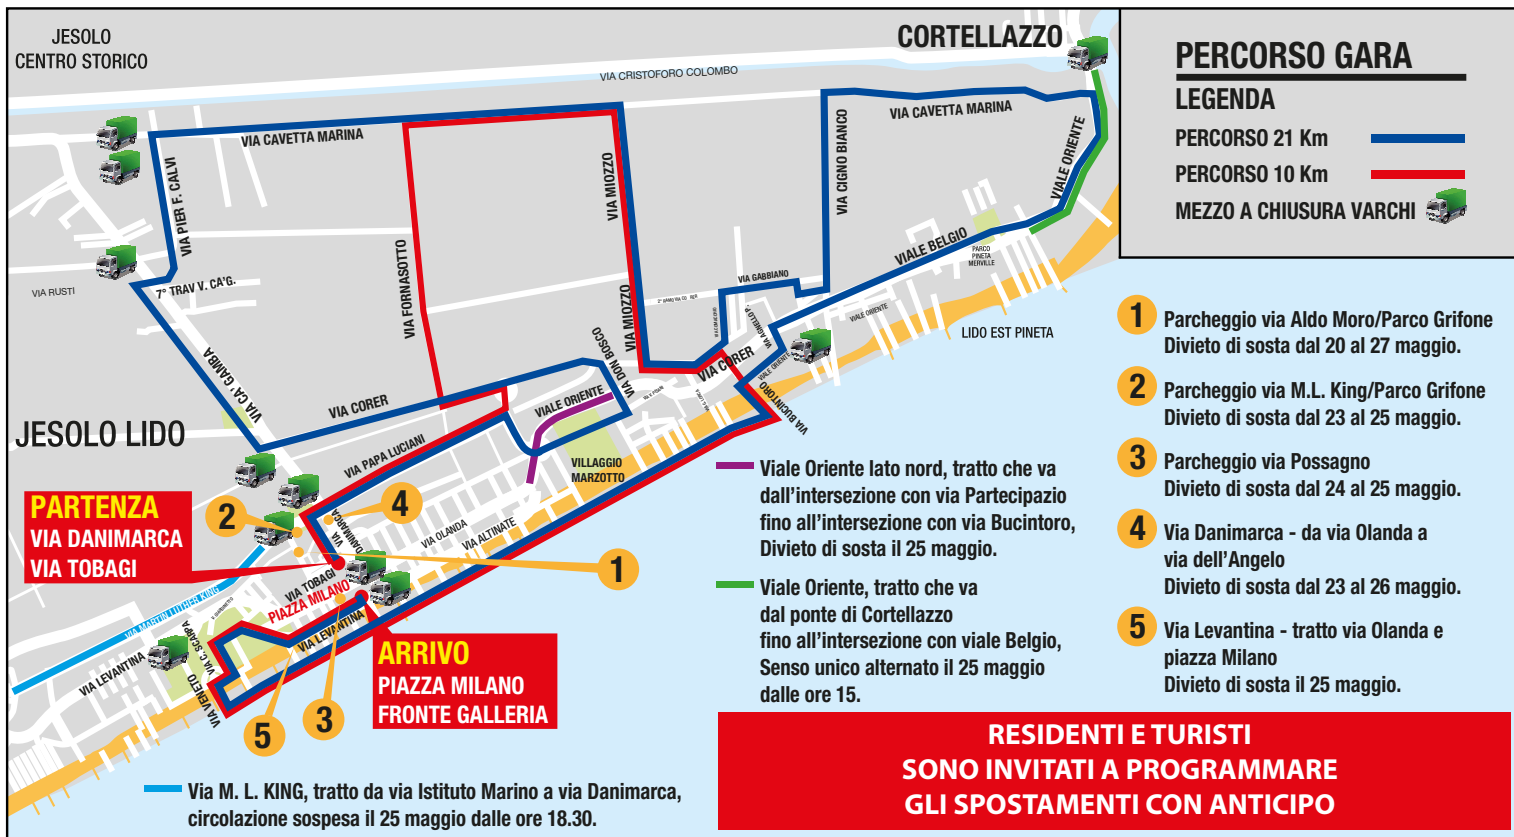 JESOLO
CENTRO STORICO
CORTELLAZZO
VIA CRISTOFORO COLOMBO
VIA CAVETTA MARINA
VIA CAVETTA MARINA
VIA PIER F. CALVI
VIA MIOZZO
VIA CIGNO BIANCO
VIALE ORIENTE
VIA FORNASOTTO
VIALE BELGIO
PARCO
PINETA
MERVILLE
VIA GABBIANO
VIA RUSTI
7° TRAV V. CA'G.
VIA MIOZZO
VIALE ORIENTE
LIDO EST PINETA
VIA CA' GAMBA
VIA DON BOSCO
VIA CORER
VIALE ORIENTE
VIA CORER
VIALE ORIENTE
VIA BUCINTORO
JESOLO LIDO
VIA PAPA LUCIANI
VILLAGGIO
MARZOTTO
PARTENZA
VIA DANIMARCA
VIA TOBAGI
2
4
VIA DANIMARCA
VIA OLANDA
VIA ALTINATE
1
VIA TOBAGI
PIAZZA MILANO
VIA MARTIN LUTHER KING
VIA C. SCARPA
VIA LEVANTINA
VIA LEVANTINA
VIA VENETO
ARRIVO
PIAZZA MILANO
FRONTE GALLERIA
5
3
Via M. L. KING, tratto da via Istituto Marino a via Danimarca,
circolazione sospesa il 25 maggio dalle ore 18.30.
Viale Oriente lato nord, tratto che va
dall'intersezione con via Partecipazio
fino all'intersezione con via Bucintoro,
Divieto di sosta il 25 maggio.
Viale Oriente, tratto che va
dal ponte di Cortellazzo
fino all'intersezione con viale Belgio,
Senso unico alternato il 25 maggio
dalle ore 15.
PERCORSO GARA
LEGENDA
PERCORSO 21 Km
PERCORSO 10 Km
MEZZO A CHIUSURA VARCHI
1 Parcheggio via Aldo Moro/Parco Grifone
Divieto di sosta dal 20 al 27 maggio.
2 Parcheggio via M.L. King/Parco Grifone
Divieto di sosta dal 23 al 25 maggio.
3 Parcheggio via Possagno
Divieto di sosta dal 24 al 25 maggio.
4 Via Danimarca - da via Olanda a
via dell'Angelo
Divieto di sosta dal 23 al 26 maggio.
5 Via Levantina - tratto via Olanda e
piazza Milano
Divieto di sosta il 25 maggio.
RESIDENTI E TURISTI
SONO INVITATI A PROGRAMMARE
GLI SPOSTAMENTI CON ANTICIPO